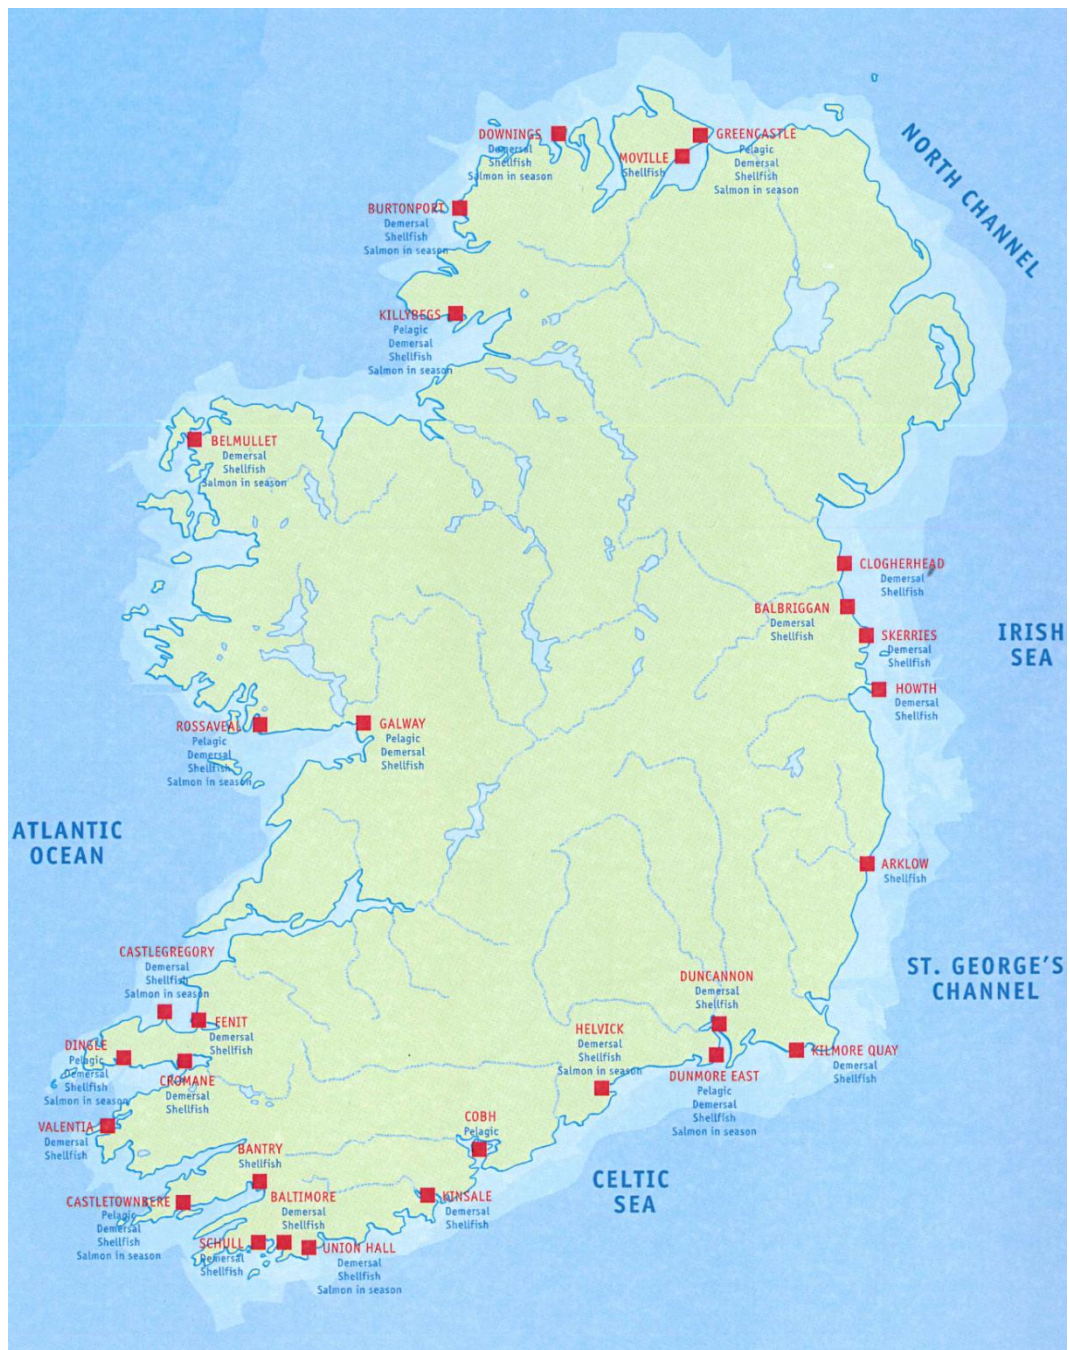 DOWNINGS
Demersal
Shellfish
Salmon in season
GREENCASTLE
Pelagic
Demersal
Shellfish
Salmon in season
MOVILLE
Shellfish
NORTH CHANNEL
BURTONPORT
Demersal
Shellfish
Salmon in season
KILLYBEGS
Pelagic
Demersal
Shellfish
Salmon in season
BELMULLET
Demersal
Shellfish
Salmon in season
CLOGHERHEAD
Demersal
Shellfish
BALBRIGGAN
Demersal
Shellfish
SKERRIES
Demersal
Shellfish
IRISH
SEA
HOWTH
Demersal
Shellfish
ROSSAVEAL
Pelagic
Demersal
Shellfish
Salmon in season
GALWAY
Pelagic
Demersal
Shellfish
ATLANTIC
OCEAN
ARKLOW
Shellfish
CASTLEGREGORY
Demersal
Shellfish
Salmon in season
ST. GEORGE'S
CHANNEL
DUNCANNON
Demersal
Shellfish
FENIT
Demersal
Shellfish
HELVICK
Demersal
Shellfish
Salmon in season
DINGLE
Pelagic
Demersal
Shellfish
Salmon in season
KILMORE QUAY
Demersal
Shellfish
DUNMORE EAST
Pelagic
Demersal
Shellfish
Salmon in season
CROMANE
Demersal
Shellfish
COBH
Pelagic
VALENTIA
Demersal
Shellfish
BANTRY
Shellfish
CELTIC
SEA
CASTLETOWNBERE
Pelagic
Demersal
Shellfish
Salmon in season
BALTIMORE
Demersal
Shellfish
KINSALE
Demersal
Shellfish
SCHULL
Demersal
Shellfish
UNION HALL
Demersal
Shellfish
Salmon in season